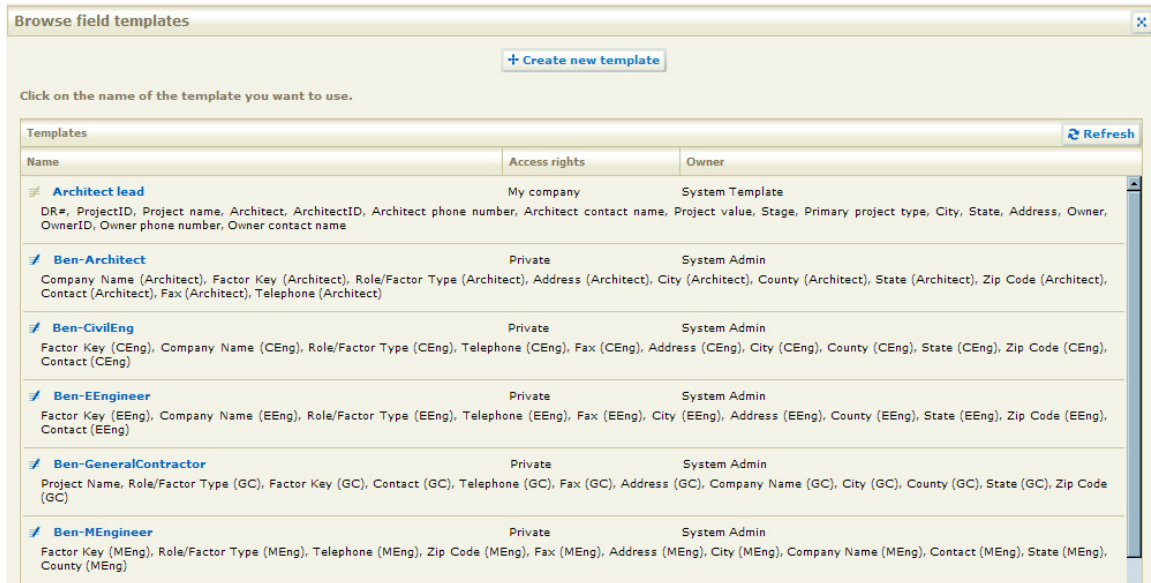 Browse field templates
+ Create new template
Click on the name of the template you want to use.
Templates Refresh
Name Access rights Owner
Architect lead My company System Template
DR#, ProjectID, Project name, Architect, ArchitectID, Architect phone number, Architect contact name, Project value, Stage, Primary project type, City, State, Address, Owner,
OwnerID, Owner phone number, Owner contact name
Ben-Architect Private System Admin
Company Name (Architect), Factor Key (Architect), Role/Factor Type (Architect), Address (Architect), City (Architect), County (Architect), State (Architect), Zip Code (Architect),
Contact (Architect), Fax (Architect), Telephone (Architect)
Ben-CivilEng Private System Admin
Factor Key (CEng), Company Name (CEng), Role/Factor Type (CEng), Telephone (CEng), Fax (CEng), Address (CEng), City (CEng), County (CEng), State (CEng), Zip Code (CEng),
Contact (CEng)
Ben-EEngineer Private System Admin
Factor Key (EEng), Company Name (EEng), Role/Factor Type (EEng), Telephone (EEng), Fax (EEng), City (EEng), Address (EEng), County (EEng), State (EEng), Zip Code (EEng),
Contact (EEng)
Ben-GeneralContractor Private System Admin
Project Name, Role/Factor Type (GC), Factor Key (GC), Contact (GC), Telephone (GC), Fax (GC), Address (GC), Company Name (GC), City (GC), County (GC), State (GC), Zip Code
(GC)
Ben-MEngineer Private System Admin
Factor Key (MEng), Role/Factor Type (MEng), Telephone (MEng), Zip Code (MEng), Fax (MEng), Address (MEng), City (MEng), Company Name (MEng), Contact (MEng), State (MEng),
County (MEng)